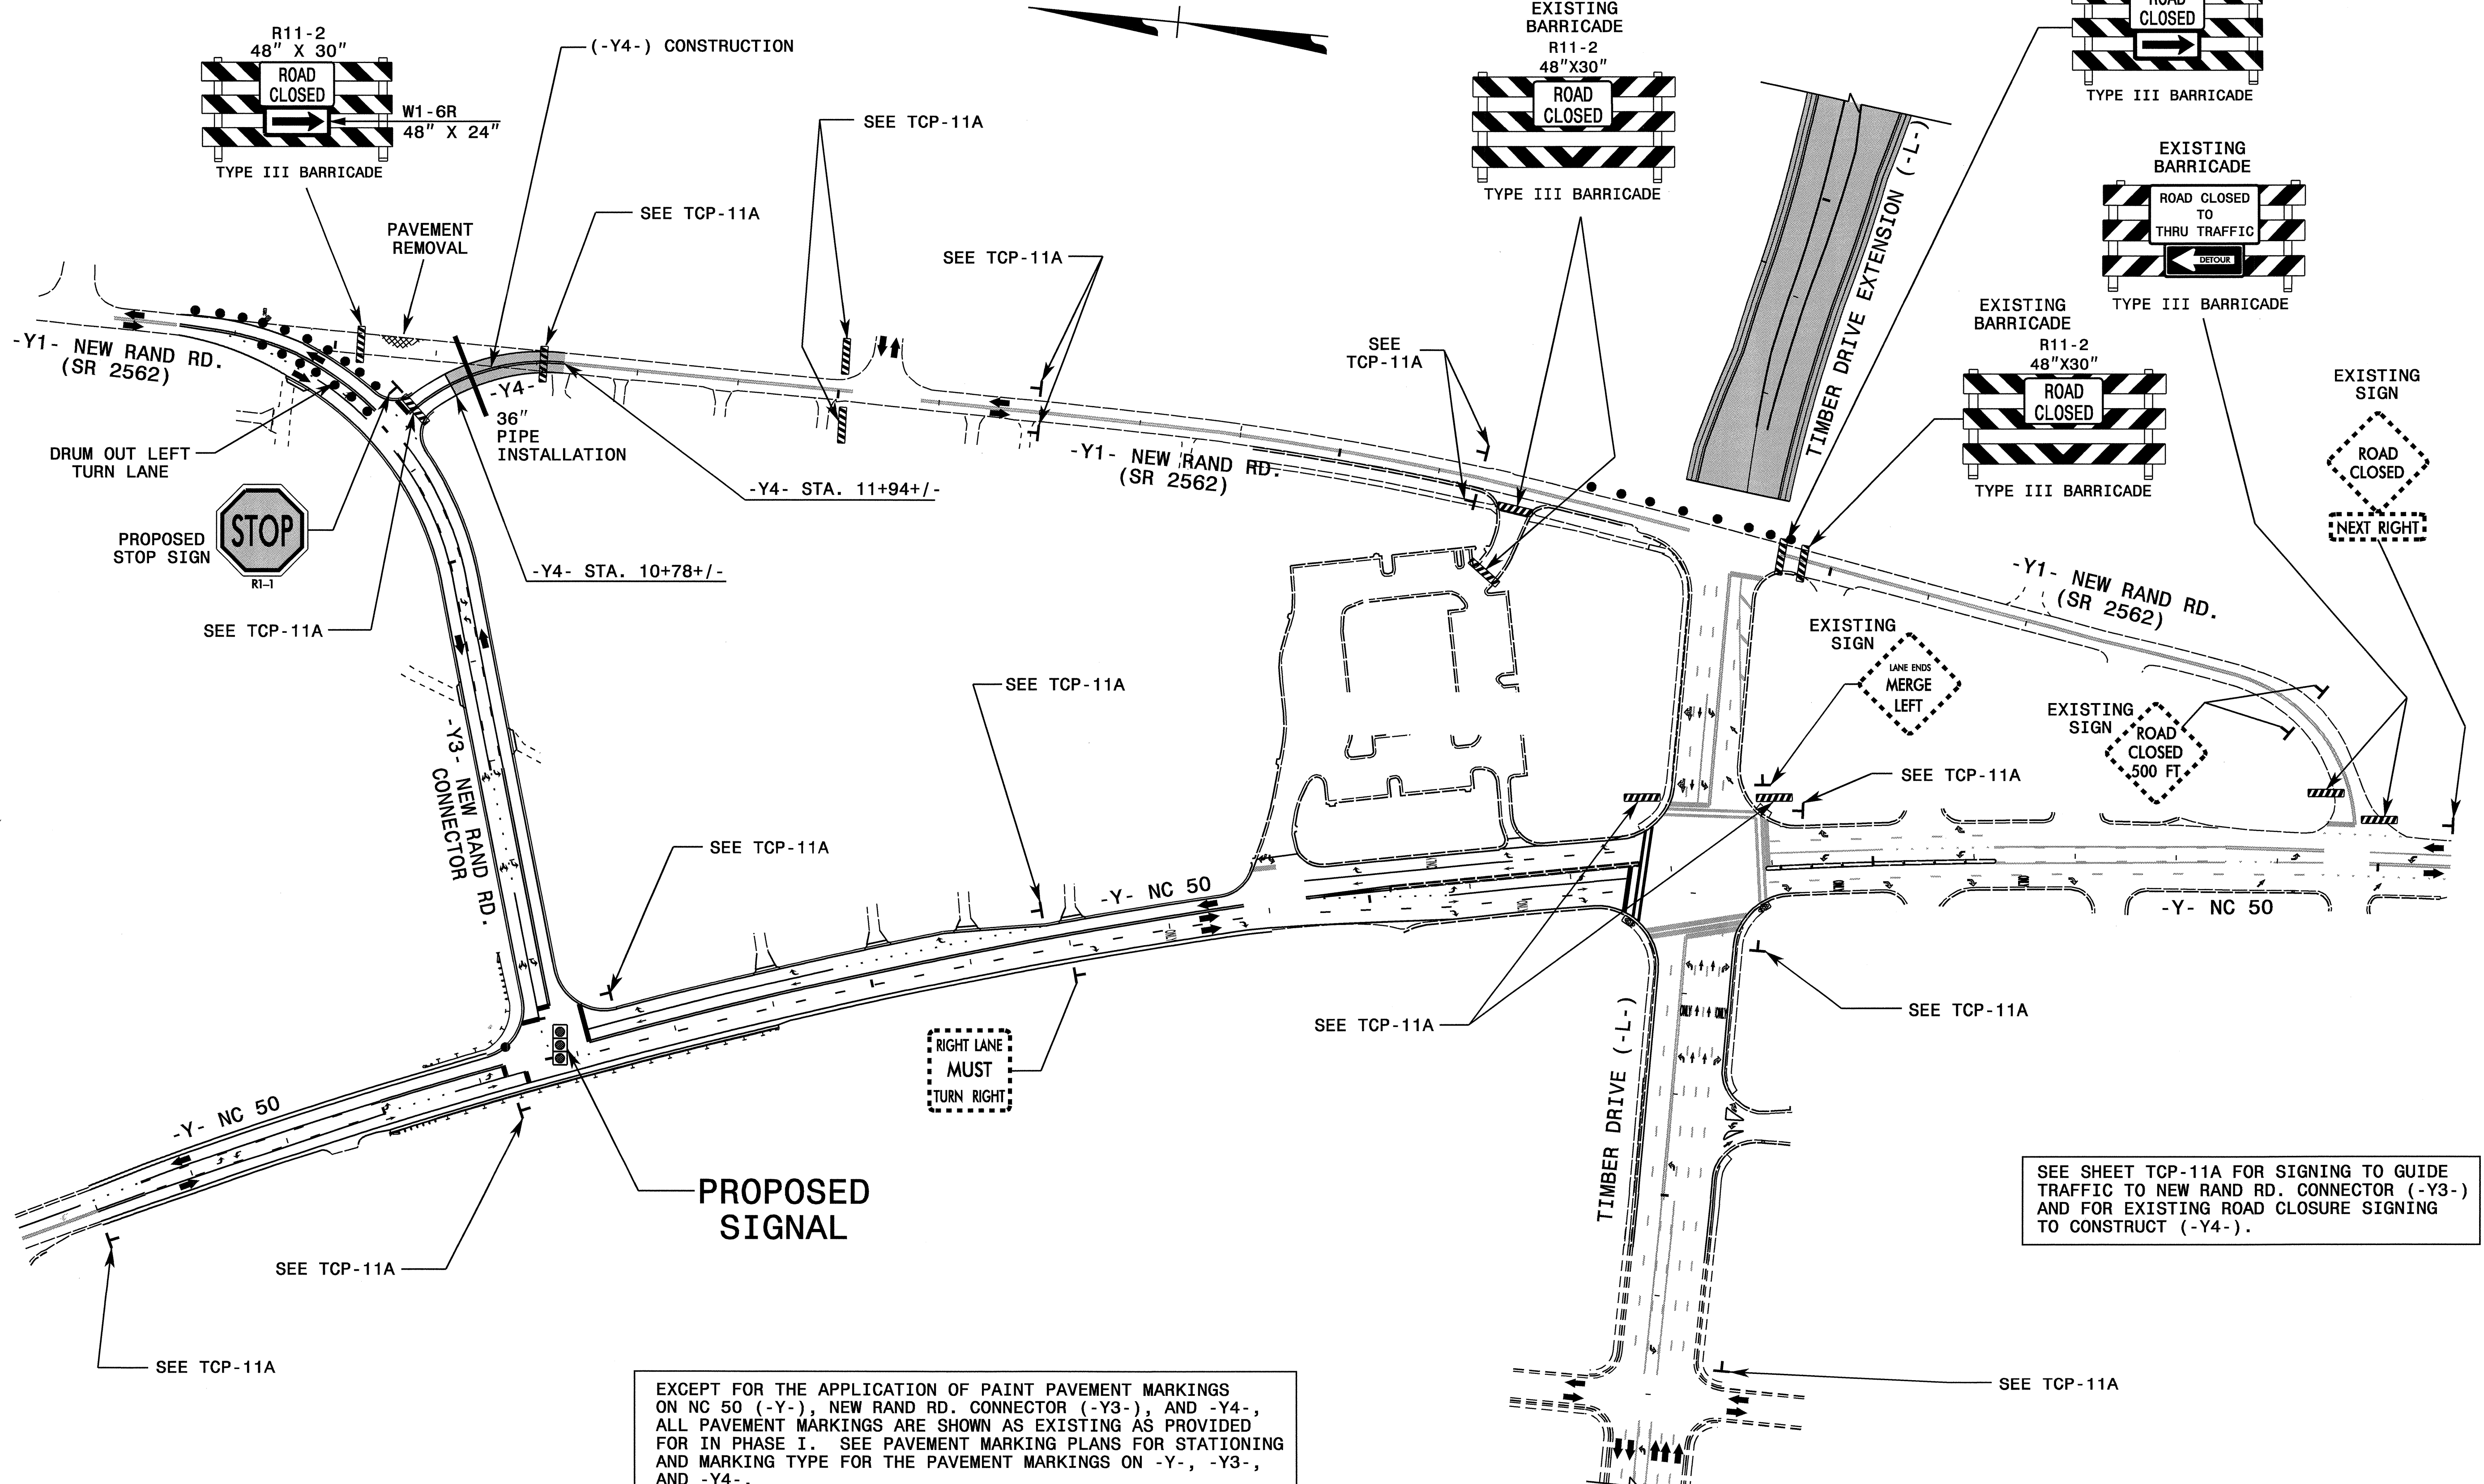 R11-2
48" X 30"
ROAD
CLOSED
W1-6R
48" X 24"
TYPE III BARRICADE
(-Y4-) CONSTRUCTION
SEE TCP-11A
SEE TCP-11A
PAVEMENT
REMOVAL
SEE TCP-11A
EXISTING
BARRICADE
R11-2
48"X30"
ROAD
CLOSED
TYPE III BARRICADE
ROAD
CLOSED
TYPE III BARRICADE
EXISTING
BARRICADE
ROAD CLOSED
TO
THRU TRAFFIC
DETOUR
TYPE III BARRICADE
TIMBER DRIVE EXTENSION (-L-)
EXISTING
BARRICADE
R11-2
48"X30"
ROAD
CLOSED
TYPE III BARRICADE
EXISTING
SIGN
ROAD
CLOSED
NEXT RIGHT
-Y1- NEW RAND RD.
(SR 2562)
-Y4-
36"
PIPE
INSTALLATION
SEE
TCP-11A
DRUM OUT LEFT
TURN LANE
-Y1- NEW RAND RD.
(SR 2562)
-Y4- STA. 11+94+/-
STOP
R1-1
PROPOSED
STOP SIGN
-Y4- STA. 10+78+/-
SEE TCP-11A
-Y1- NEW RAND RD.
(SR 2562)
EXISTING
SIGN
LANE ENDS
MERGE
LEFT
SEE TCP-11A
EXISTING
SIGN
ROAD
CLOSED
500 FT
SEE TCP-11A
-Y3- NEW RAND RD.
CONNECTOR
SEE TCP-11A
-Y- NC 50
-Y- NC 50
ONLY
ONLY
SEE TCP-11A
SEE TCP-11A
RIGHT LANE
MUST
TURN RIGHT
-Y- NC 50
TIMBER DRIVE (-L-)
PROPOSED
SIGNAL
SEE TCP-11A
SEE SHEET TCP-11A FOR SIGNING TO GUIDE
TRAFFIC TO NEW RAND RD. CONNECTOR (-Y3-)
AND FOR EXISTING ROAD CLOSURE SIGNING
TO CONSTRUCT (-Y4-).
SEE TCP-11A
SEE TCP-11A
EXCEPT FOR THE APPLICATION OF PAINT PAVEMENT MARKINGS
ON NC 50 (-Y-), NEW RAND RD. CONNECTOR (-Y3-), AND -Y4-,
ALL PAVEMENT MARKINGS ARE SHOWN AS EXISTING AS PROVIDED
FOR IN PHASE I. SEE PAVEMENT MARKING PLANS FOR STATIONING
AND MARKING TYPE FOR THE PAVEMENT MARKINGS ON -Y-, -Y3-,
AND -Y4-.